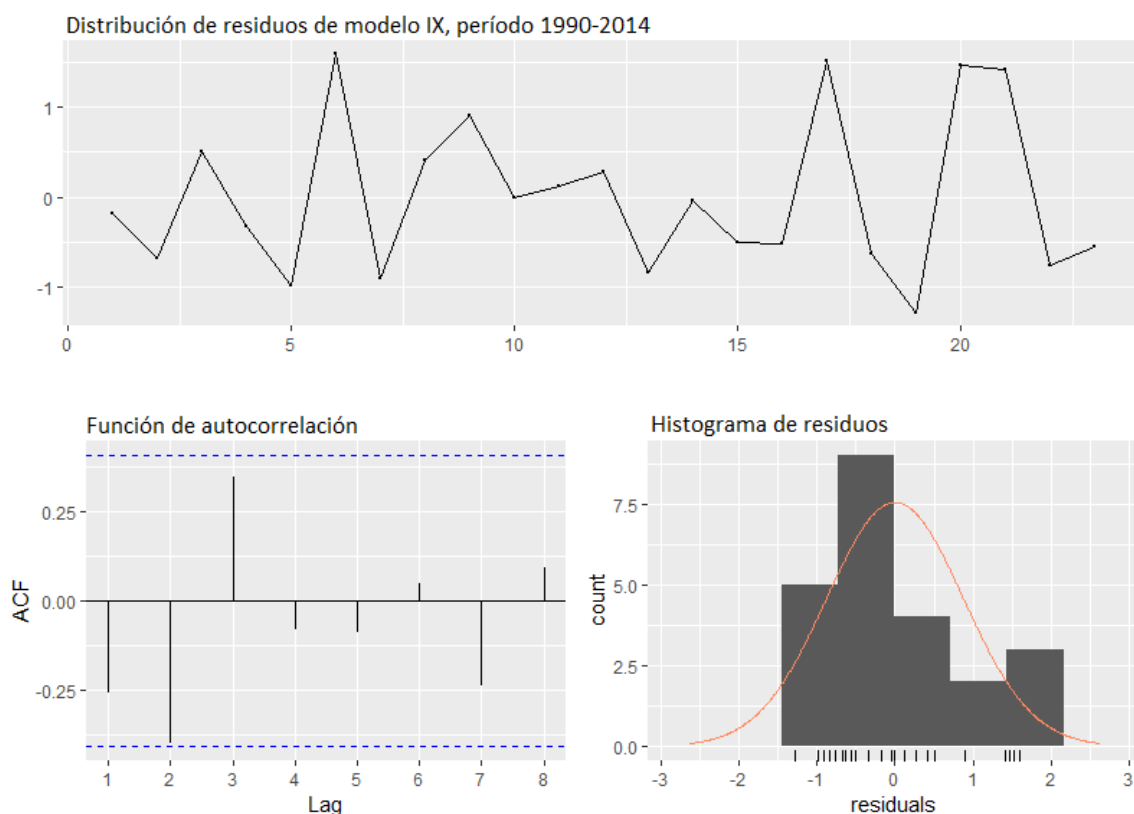 Distribución de residuos de modelo IX, período 1990-2014
1
0
-1
0 5 10 15 20
Función de autocorrelación
0.25
0.00
-0.25
ACF
1 2 3 4 5 6 7 8
Lag
Histograma de residuos
7.5
5.0
2.5
0.0
count
-3 -2 -1 0 1 2 3
residuals